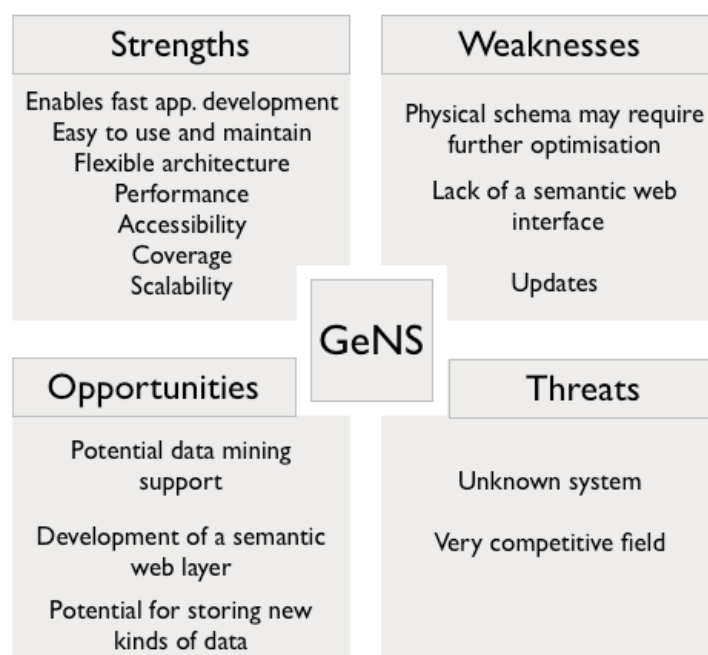 Strengths
Enables fast app. development
Easy to use and maintain
Flexible architecture
Performance
Accessibility
Coverage
Scalability
Weaknesses
Physical schema may require
further optimisation
Lack of a semantic web
interface
Updates
GeNS
Opportunities
Potential data mining
support
Development of a semantic
web layer
Potential for storing new
kinds of data
Threats
Unknown system
Very competitive field